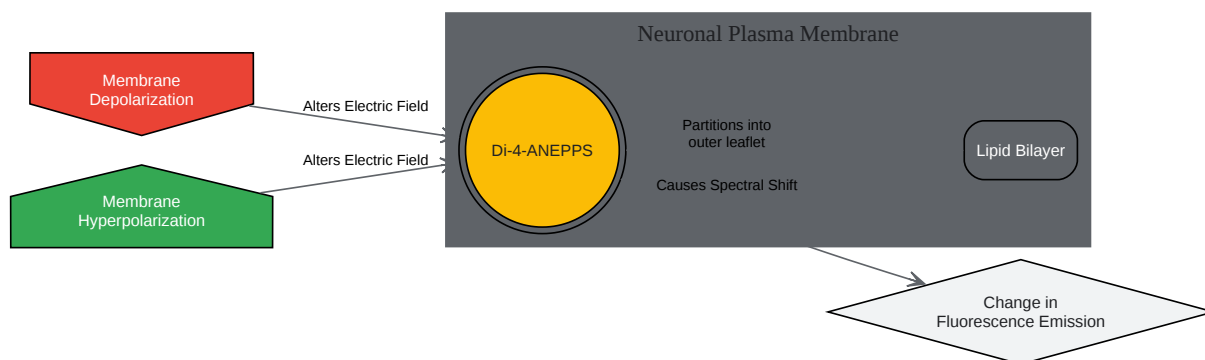 Neuronal Plasma Membrane
Membrane
Depolarization
Alters Electric Field
Membrane
Hyperpolarization
Alters Electric Field
Di-4-ANEPPS
Partitions into
outer leaflet
Causes Spectral Shift
Lipid Bilayer
Change in
Fluorescence Emission